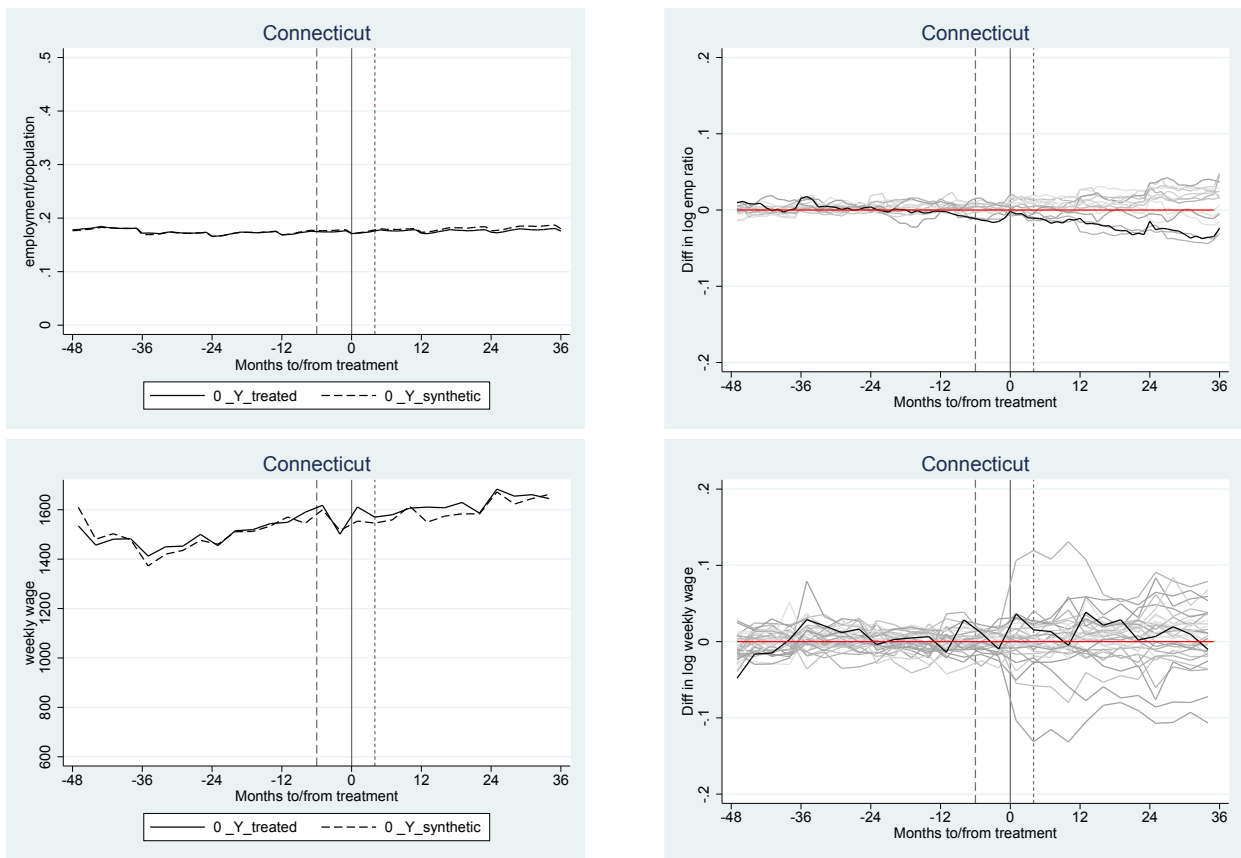 Connecticut
employment/population
.5
.4
.3
.2
.1
0
-48 -36 -24 -12 0 12 24 36
Months to/from treatment
0 _Y_treated 0 _Y_synthetic
Connecticut
Diff in log emp ratio
.2
.1
0
-.1
-.2
-48 -36 -24 -12 0 12 24 36
Months to/from treatment
Connecticut
weekly wage
1600
1400
1200
1000
800
600
-48 -36 -24 -12 0 12 24 36
Months to/from treatment
0 _Y_treated 0 _Y_synthetic
Connecticut
Diff in log weekly wage
.2
.1
0
-.1
-.2
-48 -36 -24 -12 0 12 24 36
Months to/from treatment